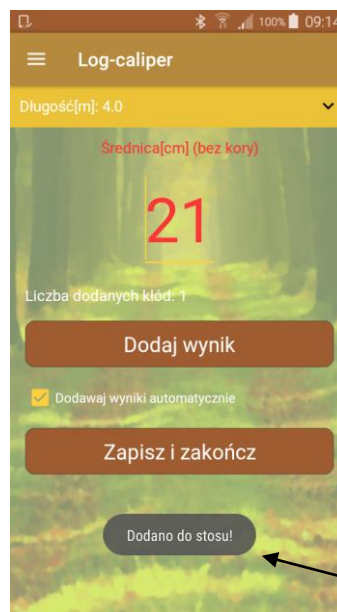 100% 09:14
Log-caliper
Długość[m]: 4.0
Średnica[cm] (bez kory)
21
Liczba dodanych kłód: 1
Dodaj wynik
Dodawaj wyniki automatycznie
Zapisz i zakończ
Dodano do stosu!